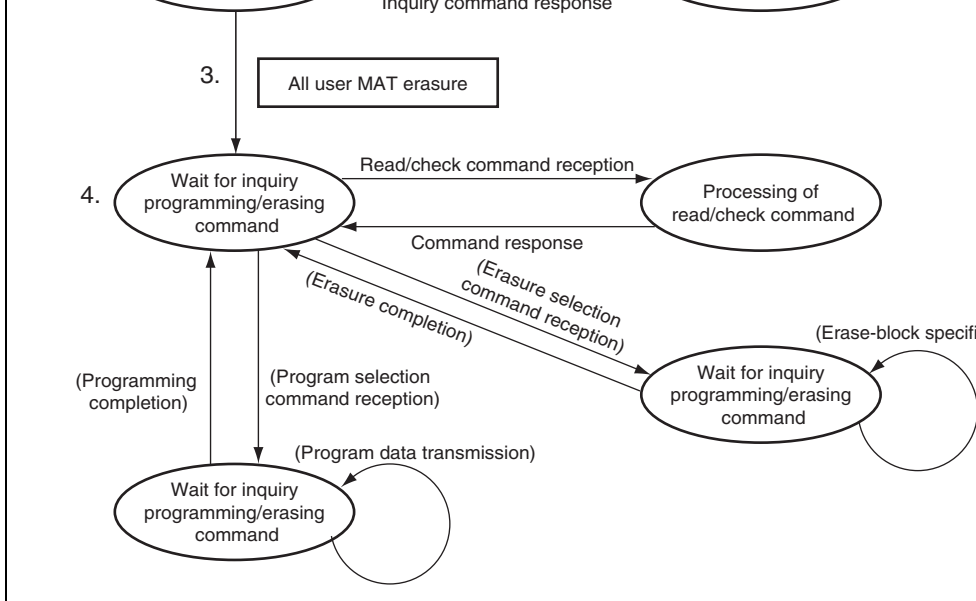 Inquiry command response
3.
All user MAT erasure
4.
Wait for inquiry
programming/erasing
command
Read/check command reception
Processing of
read/check command
Command response
(Erasure selection
command reception)
(Erasure completion)
(Erase-block specifi
Wait for inquiry
programming/erasing
command
(Programming
completion)
(Program selection
command reception)
(Program data transmission)
Wait for inquiry
programming/erasing
command